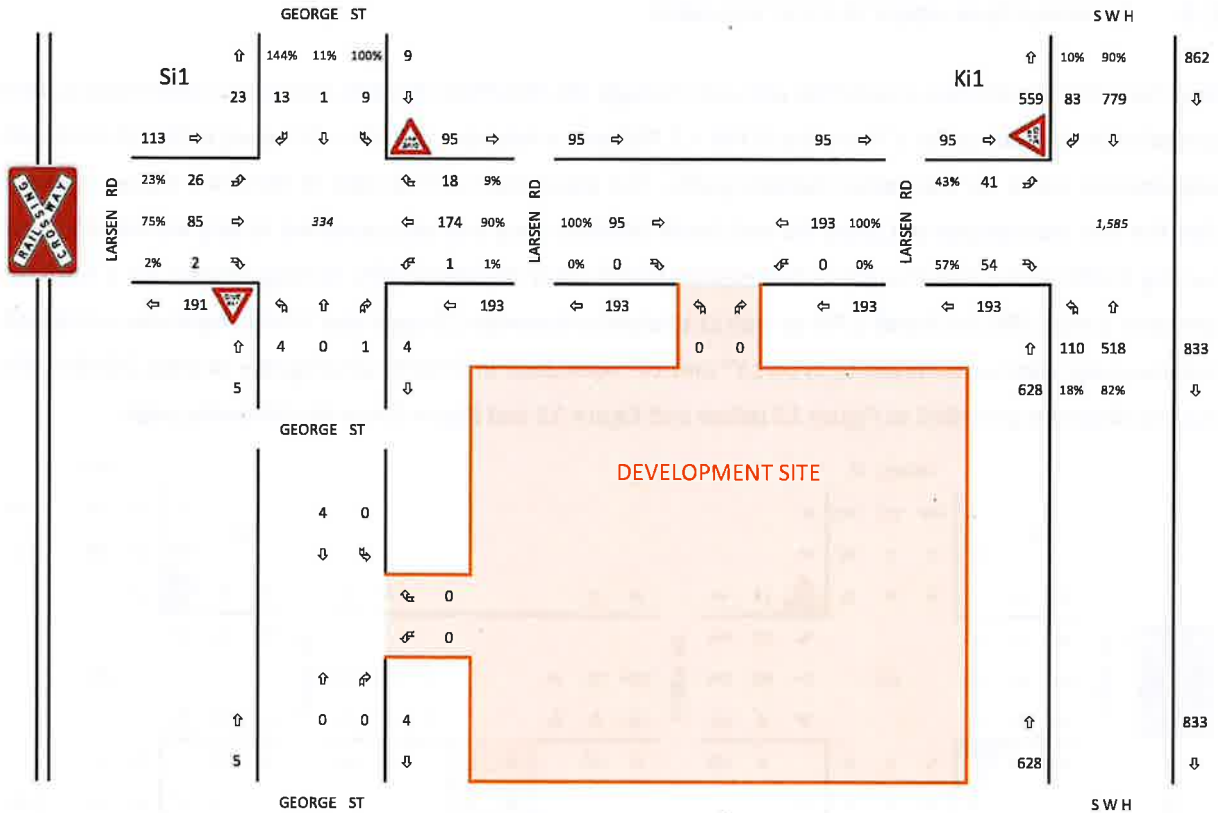 GEORGE ST
S W H
144% 11% 100% 9
10% 90% 862
Si1
Ki1
23 13 1 9
559 83 779
113
95
95
95
95
23% 26
18 9%
43% 41
LARSEN RD
LARSEN RD
LARSEN RD
75% 85
334
174 90%
100% 95
193 100%
1,585
RAILWAY
CROSSING
2% 2
1 1%
0% 0
0 0%
57% 54
191
GIVE WAY
193
193
193
193
4 0 1 4
0 0
110 518 833
5
628 18% 82%
GEORGE ST
DEVELOPMENT SITE
4 0
0
0
0 0 4
833
5
628
GEORGE ST
S W H